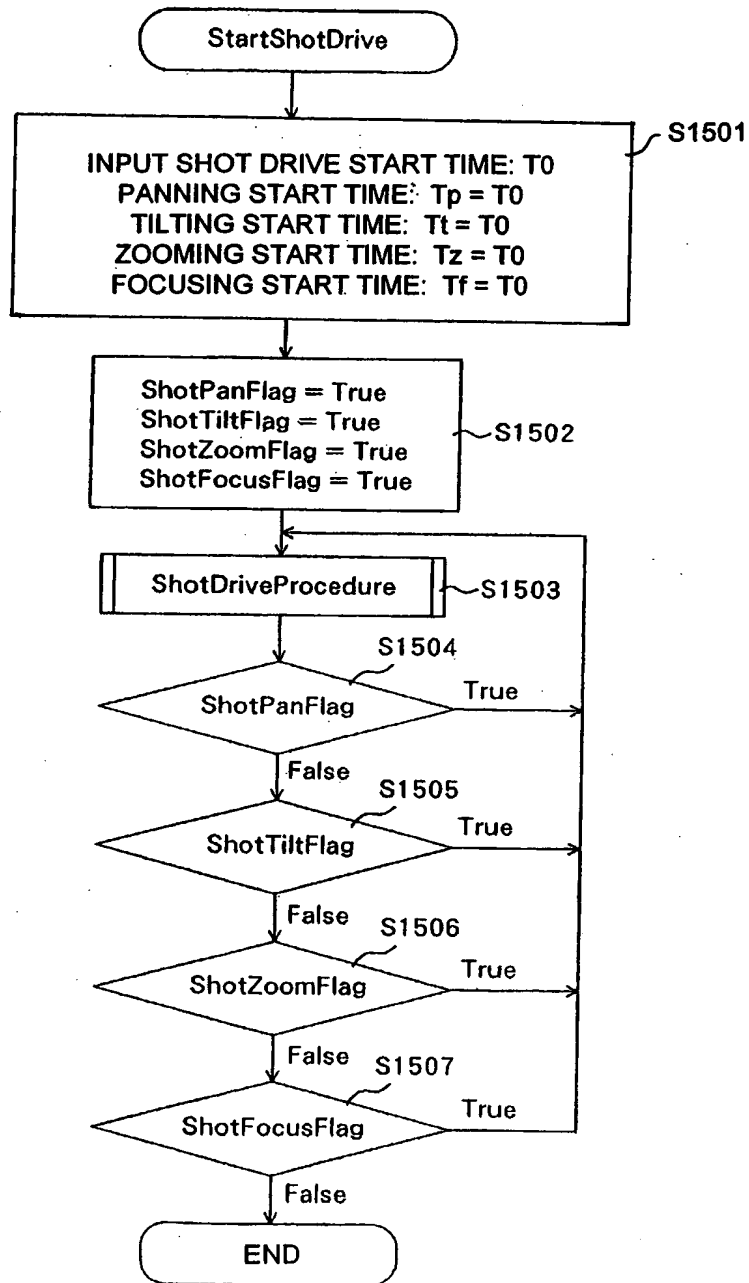 StartShotDrive
S1501
INPUT SHOT DRIVE START TIME: T0
PANNING START TIME: Tp = T0
TILTING START TIME: Tt = T0
ZOOMING START TIME: Tz = T0
FOCUSING START TIME: Tf = T0
ShotPanFlag = True
ShotTiltFlag = True
ShotZoomFlag = True
ShotFocusFlag = True
S1502
ShotDriveProcedure
S1503
S1504
ShotPanFlag
True
False
S1505
ShotTiltFlag
True
False
S1506
ShotZoomFlag
True
False
S1507
ShotFocusFlag
True
False
END